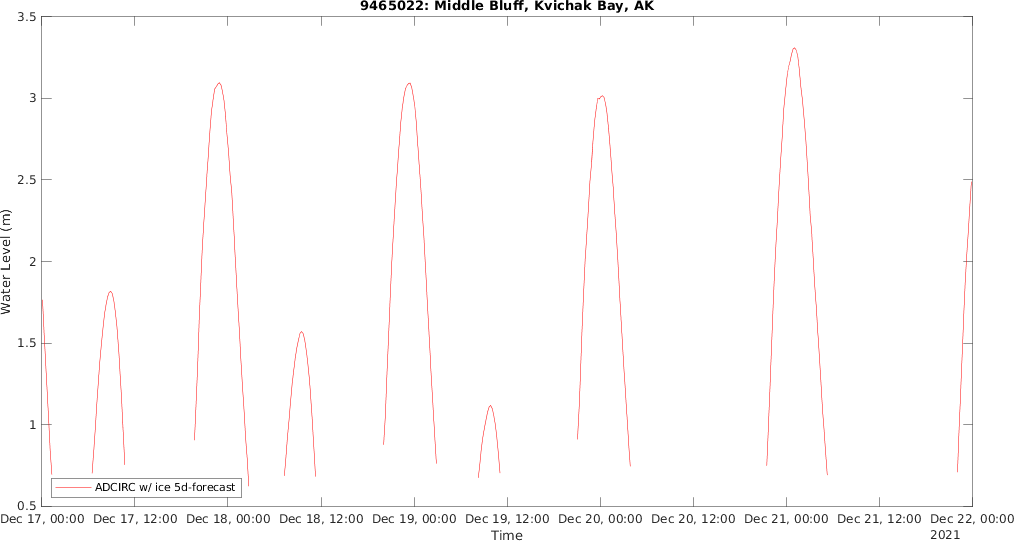 9465022: Middle Bluff, Kvichak Bay, AK
3.5
3
2.5
2
1.5
1
0.5
Water Level (m)
ADCIRC w/ ice 5d-forecast
Dec 17, 00:00 Dec 17, 12:00 Dec 18, 00:00 Dec 18, 12:00 Dec 19, 00:00 Dec 19, 12:00 Dec 20, 00:00 Dec 20, 12:00 Dec 21, 00:00 Dec 21, 12:00 Dec 22, 00:00
2021
Time